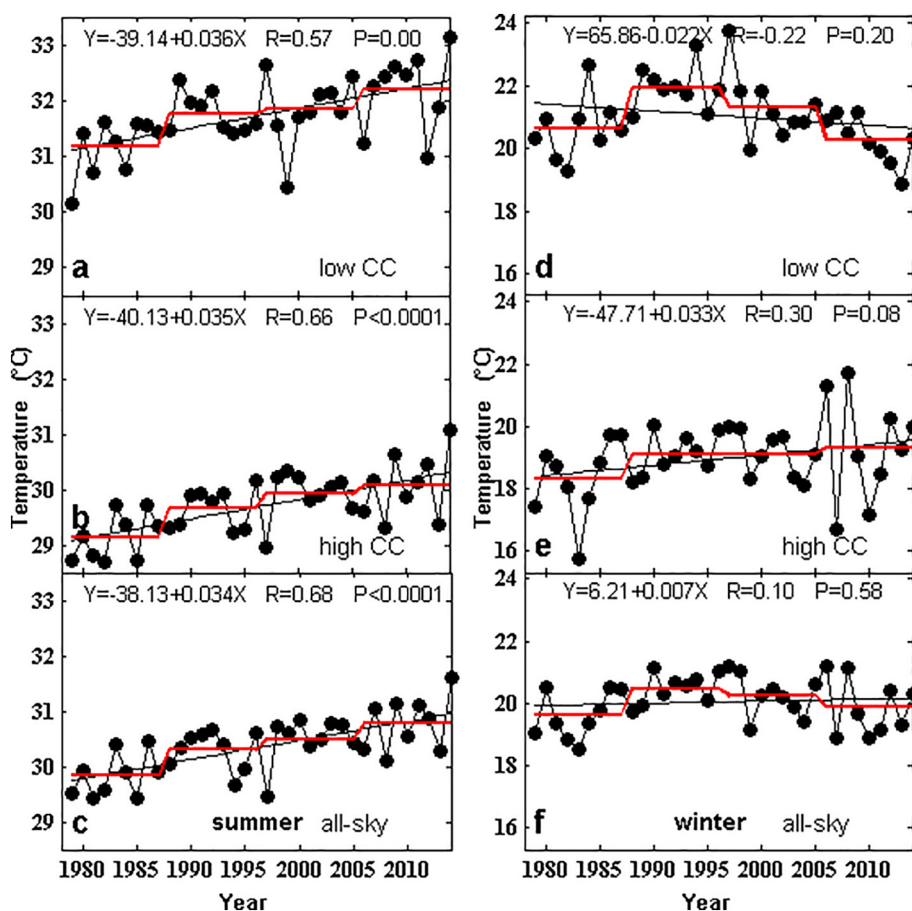 Y=-39.14+0.036X R=0.57 P=0.00
33
32
31
30
29
a
low CC
Y=65.86-0.022X R=-0.22 P=0.20
24
22
20
18
16
d
low CC
Y=-40.13+0.035X R=0.66 P<0.0001
33
32
31
30
29
b
high CC
Y=-47.71+0.033X R=0.30 P=0.08
24
22
20
18
16
e
high CC
Temperature (°C)
Temperature (°C)
Y=-38.13+0.034X R=0.68 P<0.0001
33
32
31
30
29
c
summer all-sky
Y=6.21+0.007X R=0.10 P=0.58
24
22
20
18
16
f
winter all-sky
1980 1985 1990 1995 2000 2005 2010
Year
1980 1985 1990 1995 2000 2005 2010
Year